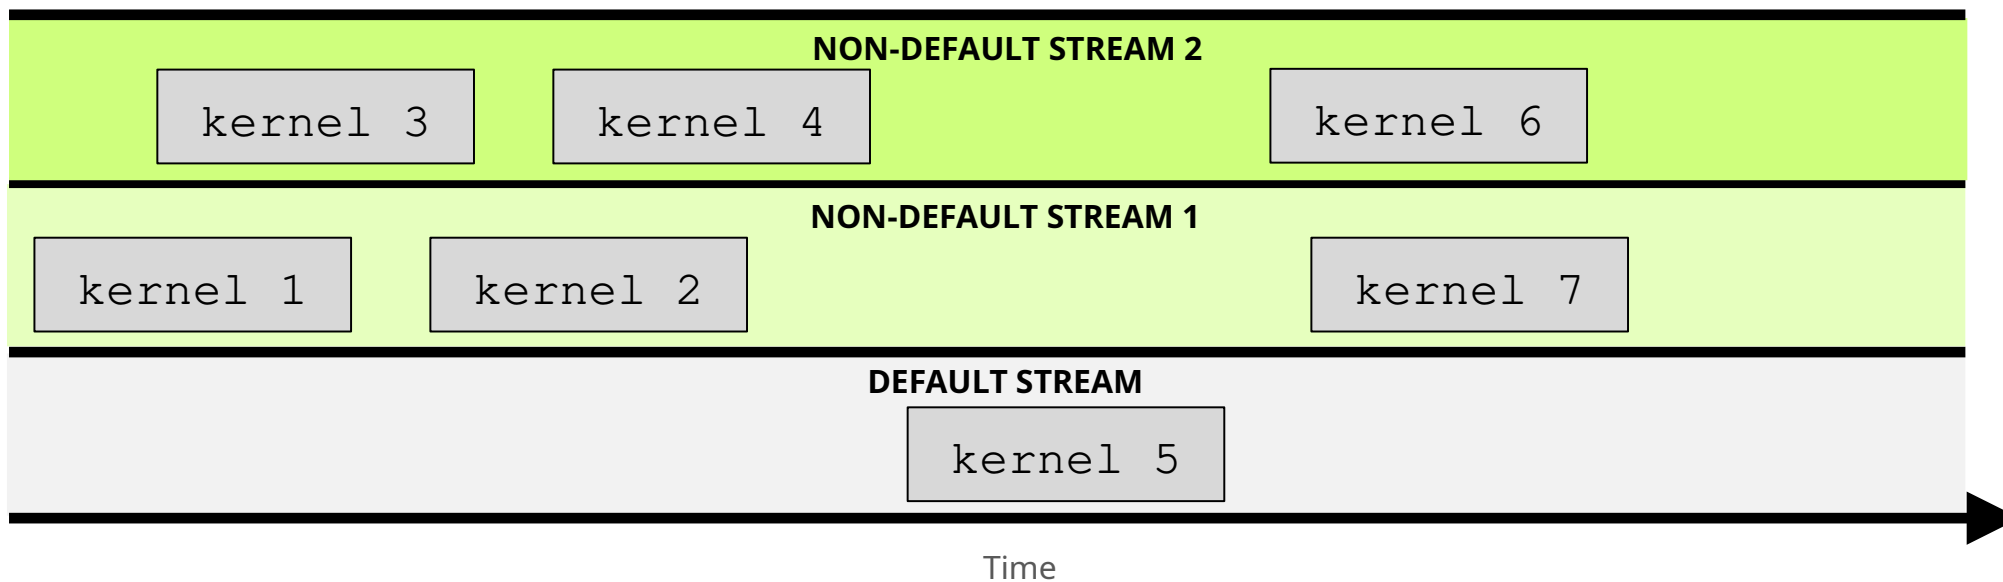 NON-DEFAULT STREAM 2
kernel 3 kernel 4 kernel 6
NON-DEFAULT STREAM 1
kernel 1 kernel 2 kernel 7
DEFAULT STREAM
kernel 5
Time